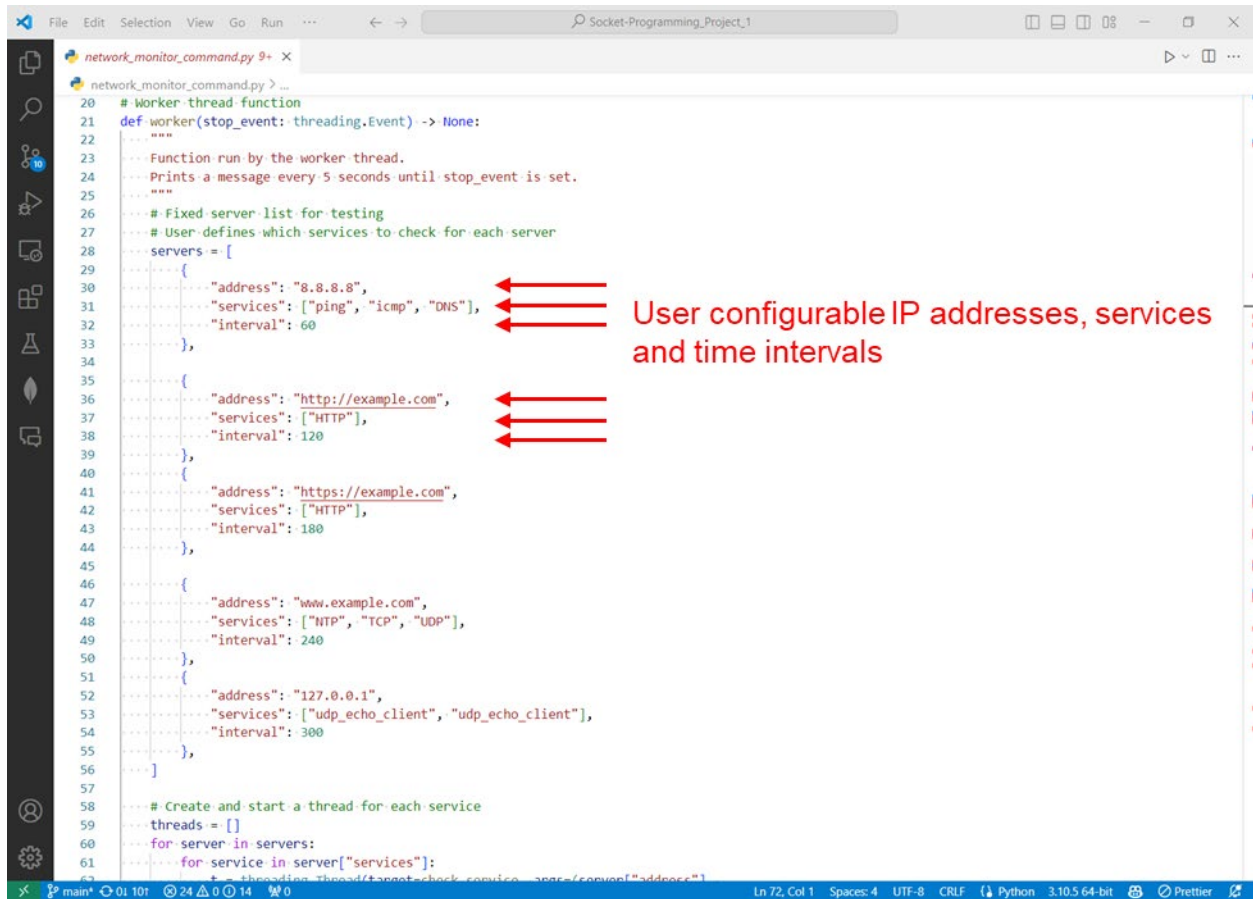 File Edit Selection View Go Run ··· ← → Socket-Programming_Project_1
network_monitor_command.py 9+ ×
network_monitor_command.py > ...
20 # Worker thread function
21 def worker(stop_event: threading.Event) -> None:
22 """
23 Function run by the worker thread.
24 Prints a message every 5 seconds until stop_event is set.
25 """
26 # Fixed server list for testing
27 # User defines which services to check for each server
28 servers = [
29 {
30 "address": "8.8.8.8",
31 "services": ["ping", "icmp", "DNS"],
32 "interval": 60
33 },
34
35 {
36 "address": "http://example.com",
37 "services": ["HTTP"],
38 "interval": 120
39 },
40 {
41 "address": "https://example.com",
42 "services": ["HTTP"],
43 "interval": 180
44 },
45
46 {
47 "address": "www.example.com",
48 "services": ["NTP", "TCP", "UDP"],
49 "interval": 240
50 },
51 {
52 "address": "127.0.0.1",
53 "services": ["udp_echo_client", "udp_echo_client"],
54 "interval": 300
55 },
56 ]
57
58 # Create and start a thread for each service
59 threads = []
60 for server in servers:
61 for service in server["services"]:
62 t = threading.Thread(target=check_service, args=(server["address"],
User configurable IP addresses, services
and time intervals
10
main* 0↓ 10↑ 24 0 14 0 Ln 72, Col 1 Spaces: 4 UTF-8 CRLF Python 3.10.5 64-bit Prettier